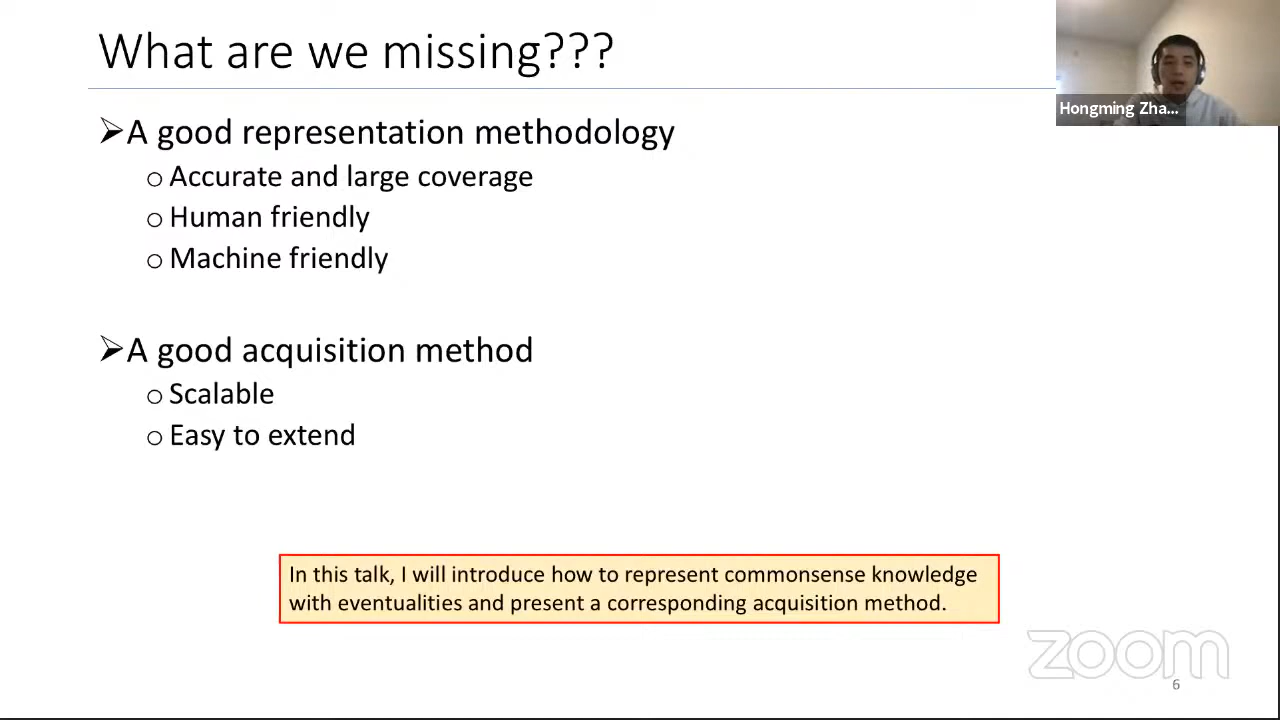 What are we missing???
Hongming Zha...
➢A good representation methodology
o Accurate and large coverage
o Human friendly
o Machine friendly
➢A good acquisition method
o Scalable
o Easy to extend
In this talk, I will introduce how to represent commonsense knowledge
with eventualities and present a corresponding acquisition method.
zoom
6